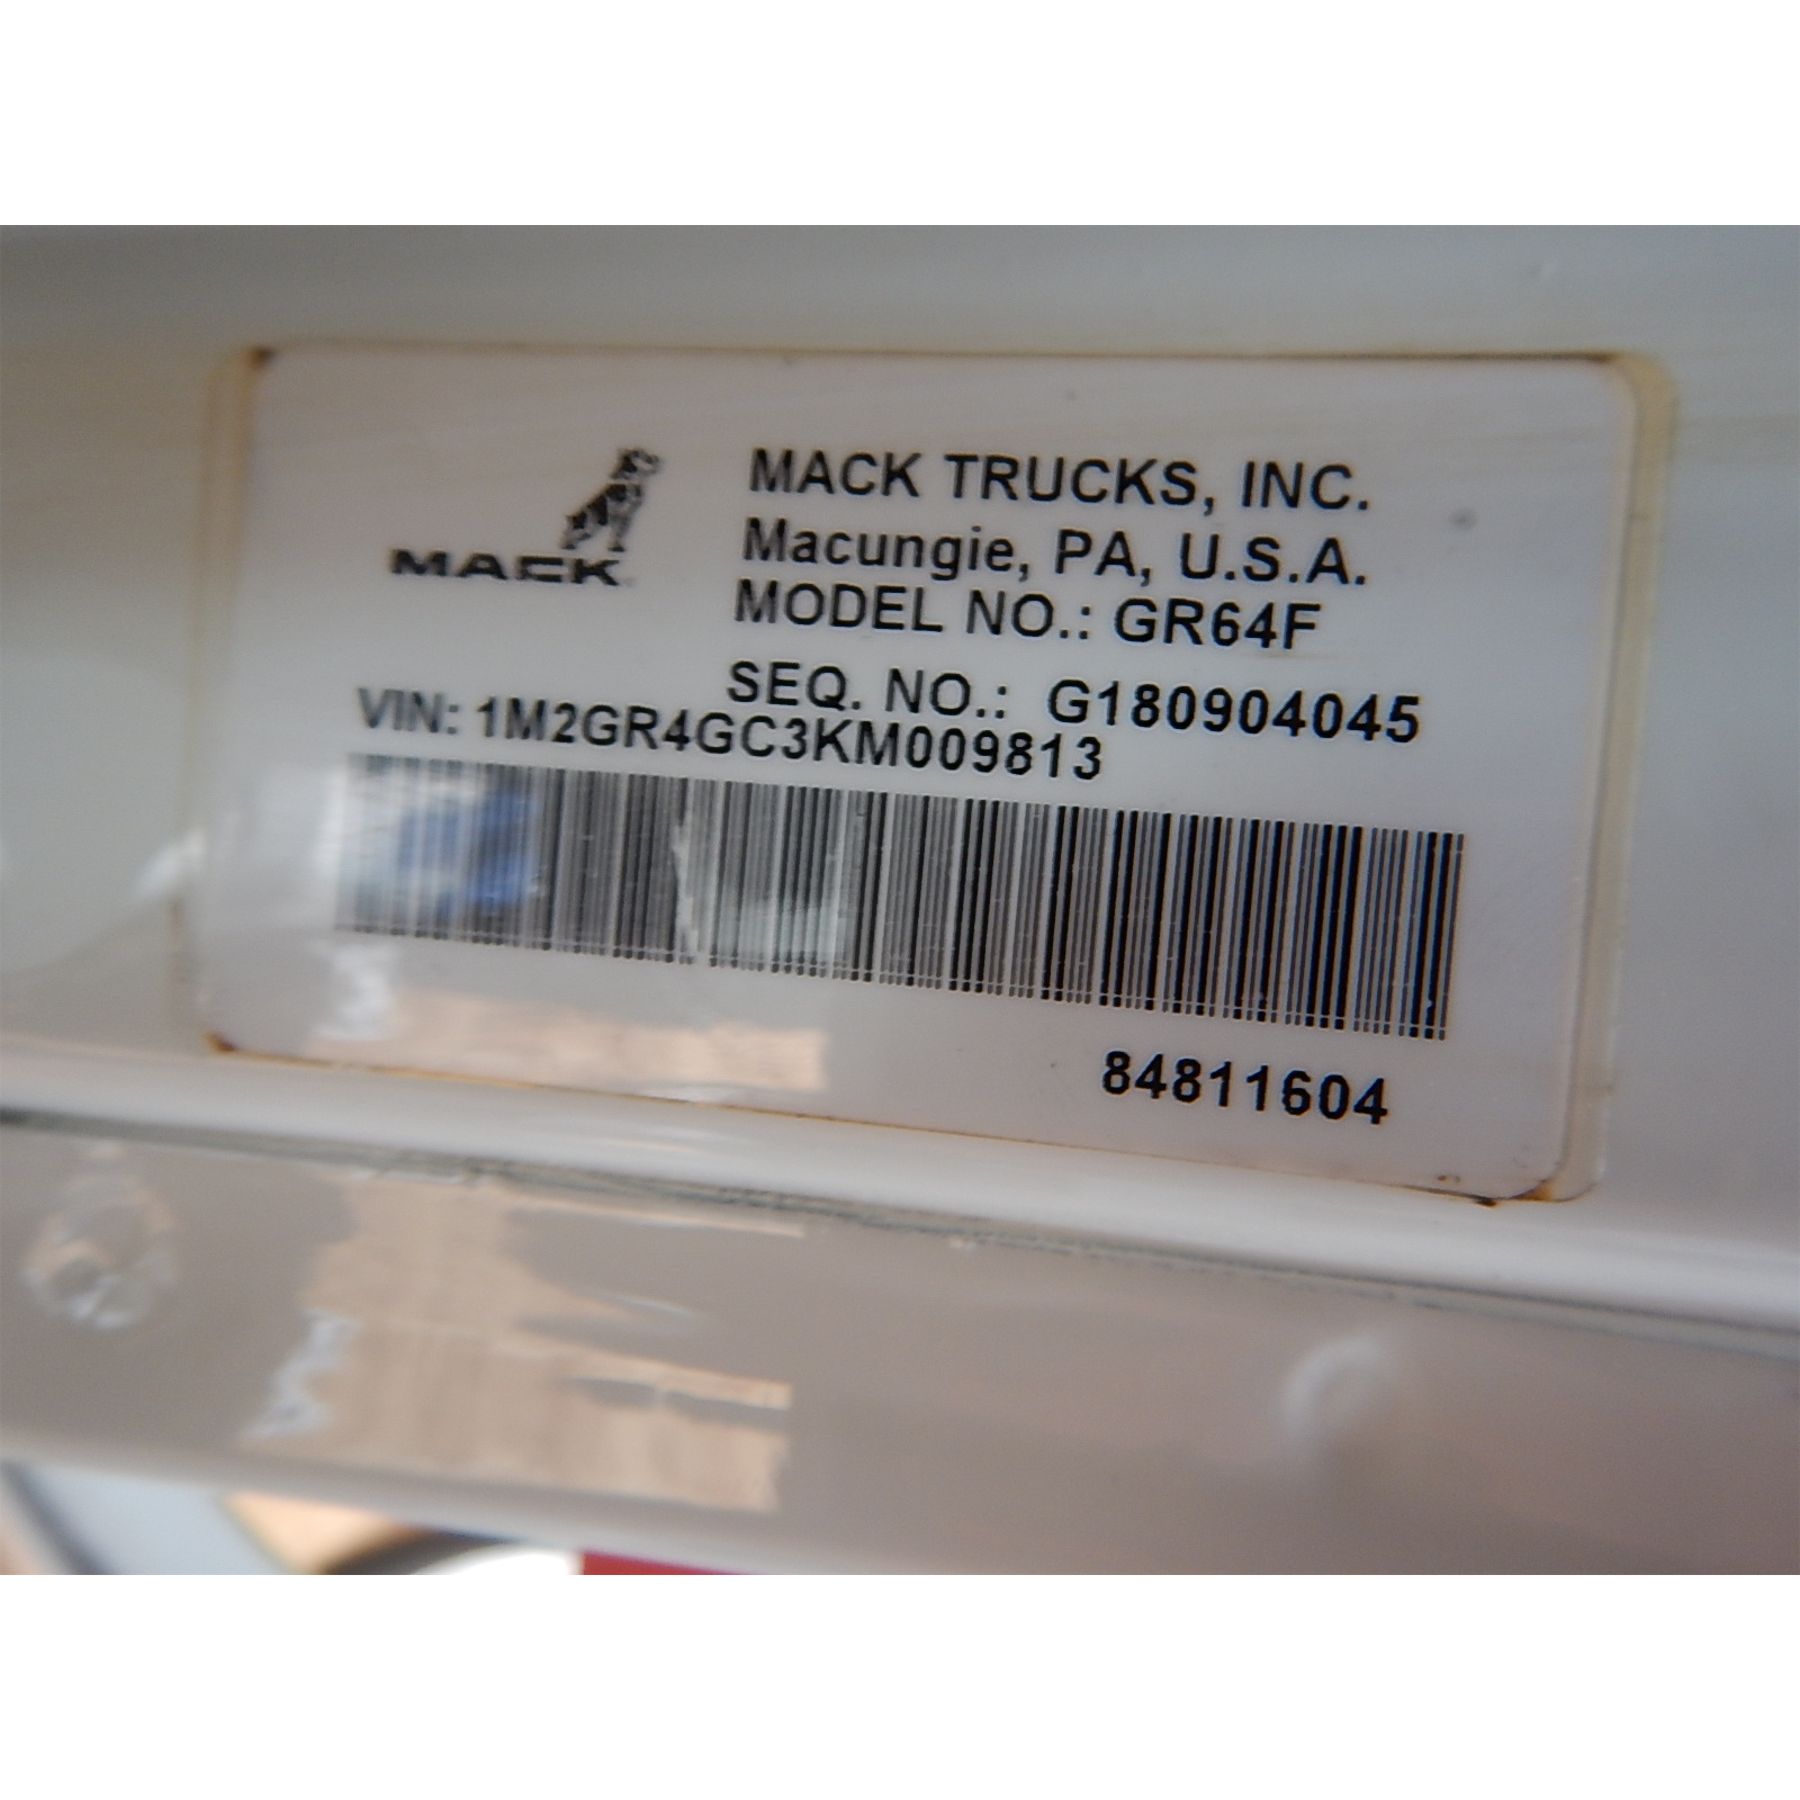 MACK
MACK TRUCKS, INC.
Macungie, PA, U.S.A.
MODEL NO.: GR64F
SEQ. NO.: G180904045
VIN: 1M2GR4GC3KM009813
84811604